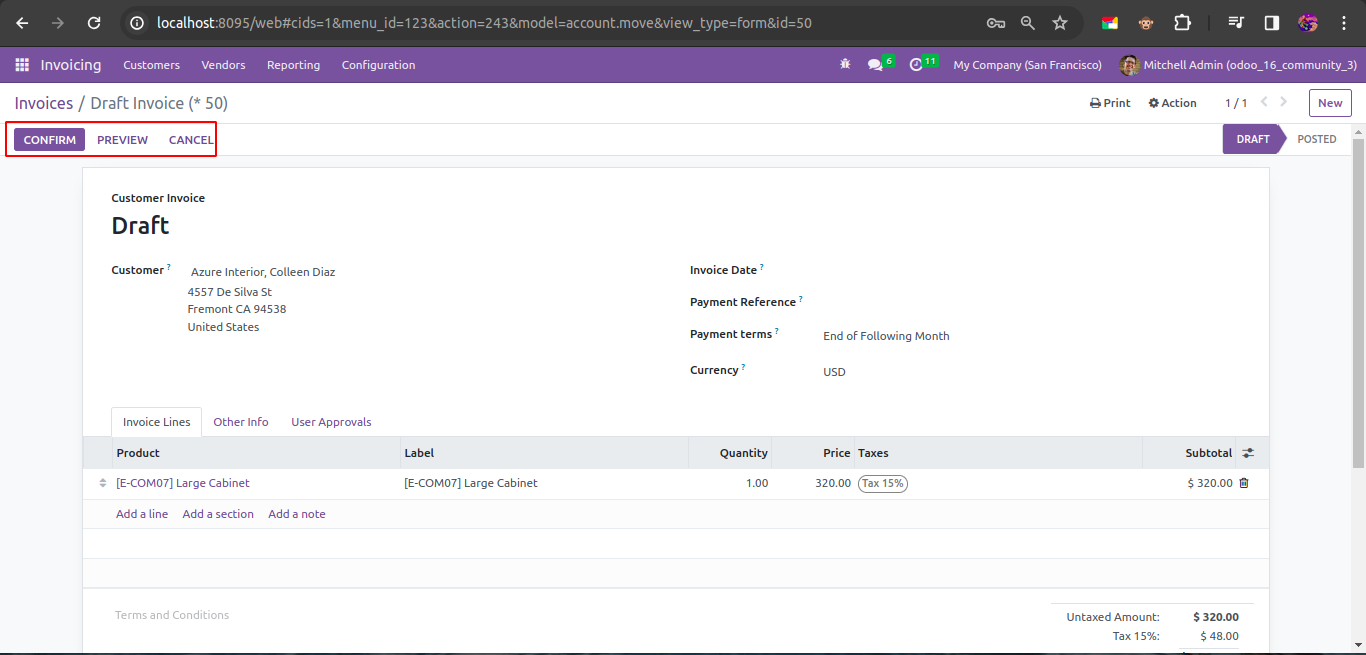 localhost:8095/web#cids=1&menu_id=123&action=243&model=account.move&view_type=form&id=50
Invoicing Customers Vendors Reporting Configuration 6 11 My Company (San Francisco) Mitchell Admin (odoo_16_community_3)
Invoices / Draft Invoice (* 50) Print Action 1 / 1 New
CONFIRM PREVIEW CANCEL DRAFT POSTED
Customer Invoice
Draft
Customer ? Azure Interior, Colleen Diaz
4557 De Silva St
Fremont CA 94538
United States
Invoice Date ?
Payment Reference ?
Payment terms ? End of Following Month
Currency ? USD
Invoice Lines Other Info User Approvals
Product Label Quantity Price Taxes Subtotal
[E-COM07] Large Cabinet [E-COM07] Large Cabinet 1.00 320.00 Tax 15% $ 320.00
Add a line Add a section Add a note
Terms and Conditions
Untaxed Amount: $ 320.00
Tax 15%: $ 48.00